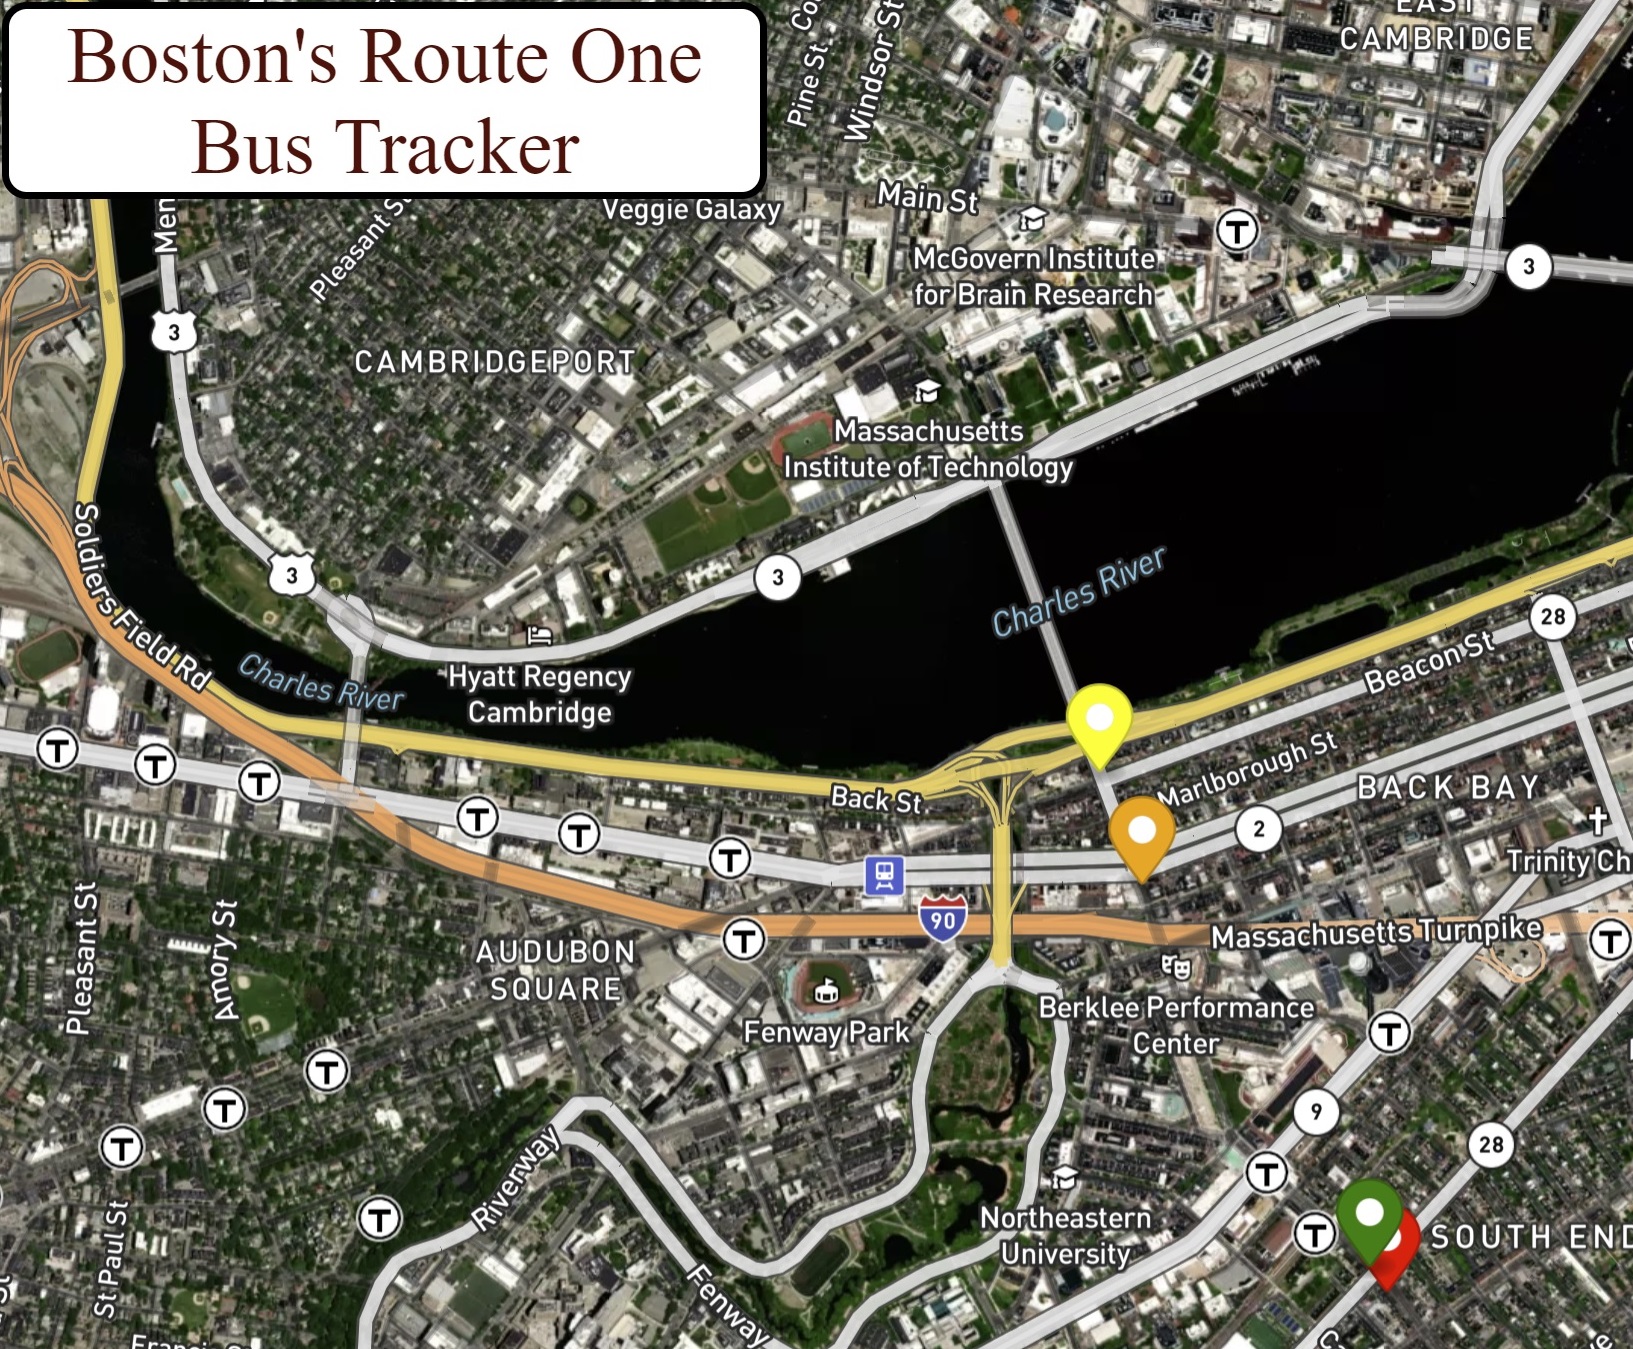 Boston's Route One
Bus Tracker
EAST
CAMBRIDGE
Pine St
Windsor St
Main St
Veggie Galaxy
Pleasant St
McGovern Institute
for Brain Research
T
3
3
CAMBRIDGEPORT
Massachusetts
Institute of Technology
Soldiers Field Rd
3
3
Charles River
Charles River
28
Beacon St
Hyatt Regency
Cambridge
Marlborough St
BACK BAY
Back St
T
T
T
T
T
T
2
Trinity Ch
90
Massachusetts Turnpike
T
T
Pleasant St
Amory St
AUDUBON
SQUARE
Fenway Park
Berklee Performance
Center
T
T
T
T
9
28
T
Riverway
T
St Paul St
Northeastern
University
T
SOUTH END
Fenway